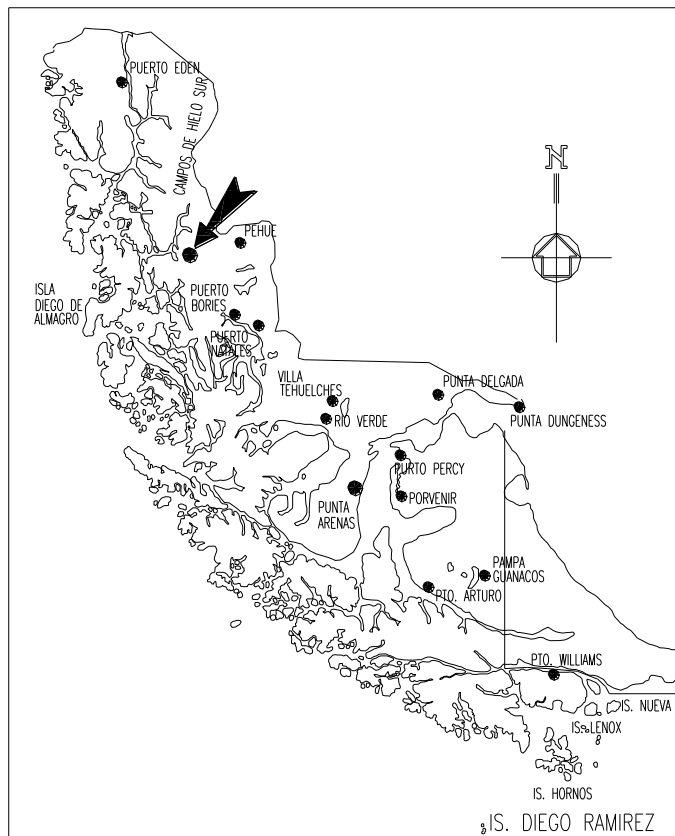 PUERTO EDEN
CAMPOS DE HIELO SUR
N
PEHUE
ISLA
DIEGO DE
ALMAGRO
PUERTO
BORIES
PUERTO
NATALES
VILLA
TEHUELCHES
PUNTA DELGADA
RIO VERDE
PUNTA DUNGENESS
PURTO PERCY
PUNTA
ARENAS
PORVENIR
PAMPA
GUANACOS
PTO. ARTURO
PTO. WILLIAMS
IS. NUEVA
IS. LENOX
IS. HORNOS
IS. DIEGO RAMIREZ